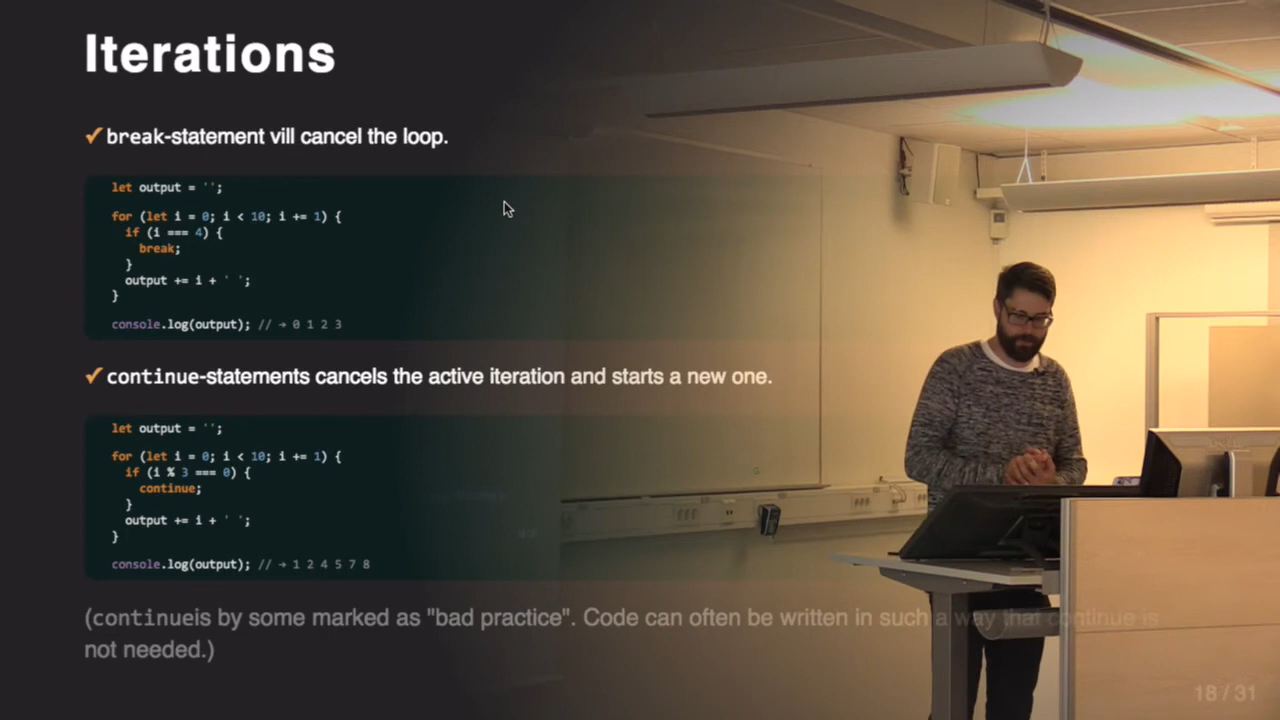 Iterations
✔ break-statement vill cancel the loop.
let output = '';
for (let i = 0; i < 10; i += 1) {
if (i === 4) {
break;
}
output += i + ' ';
}
console.log(output); // → 0 1 2 3
✔ continue-statements cancels the active iteration and starts a new one.
let output = '';
for (let i = 0; i < 10; i += 1) {
if (i % 3 === 0) {
continue;
}
output += i + ' ';
}
console.log(output); // → 1 2 4 5 7 8
(continueis by some marked as "bad practice". Code can often be written in such a way that continue is
not needed.)
18 / 31